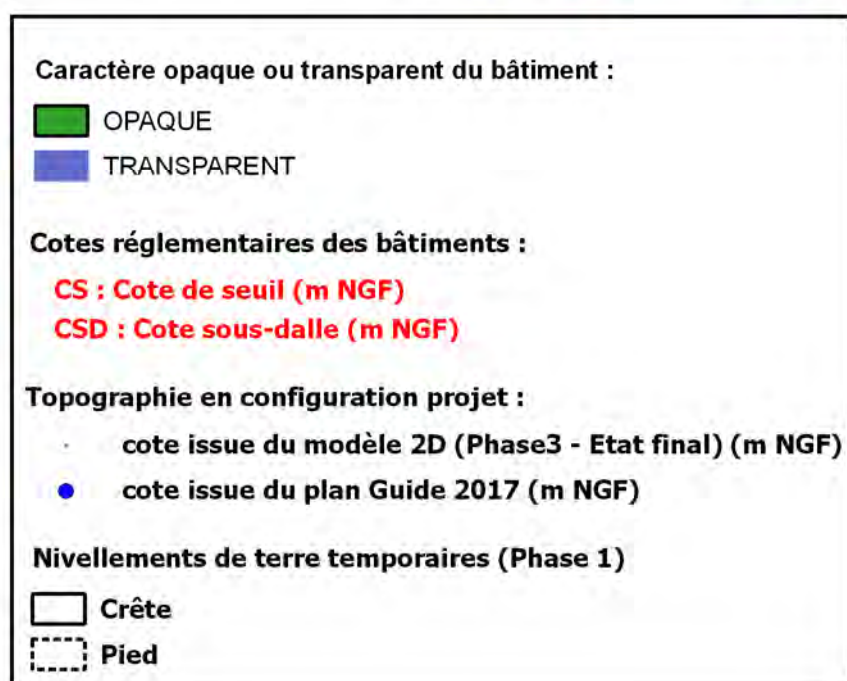 Caractère opaque ou transparent du bâtiment :
OPAQUE
TRANSPARENT
Cotes réglementaires des bâtiments :
CS : Cote de seuil (m NGF)
CSD : Cote sous-dalle (m NGF)
Topographie en configuration projet :
cote issue du modèle 2D (Phase3 - Etat final) (m NGF)
cote issue du plan Guide 2017 (m NGF)
Nivellements de terre temporaires (Phase 1)
Crête
Pied